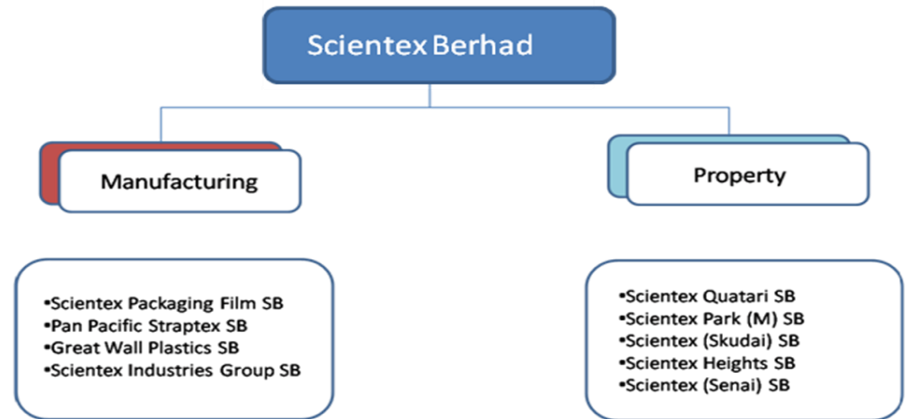 Scientex Berhad
Manufacturing
Property
•Scientex Packaging Film SB
•Pan Pacific Straptex SB
•Great Wall Plastics SB
•Scientex Industries Group SB
•Scientex Quatari SB
•Scientex Park (M) SB
•Scientex (Skudai) SB
•Scientex Heights SB
•Scientex (Senai) SB